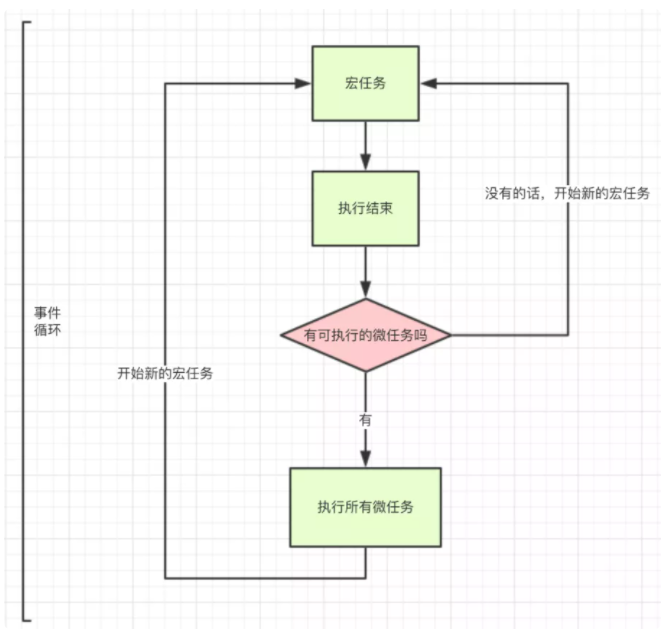 宏任务
执行结束
没有的话，开始新的宏任务
事件
循环
有可执行的微任务吗
开始新的宏任务
有
执行所有微任务